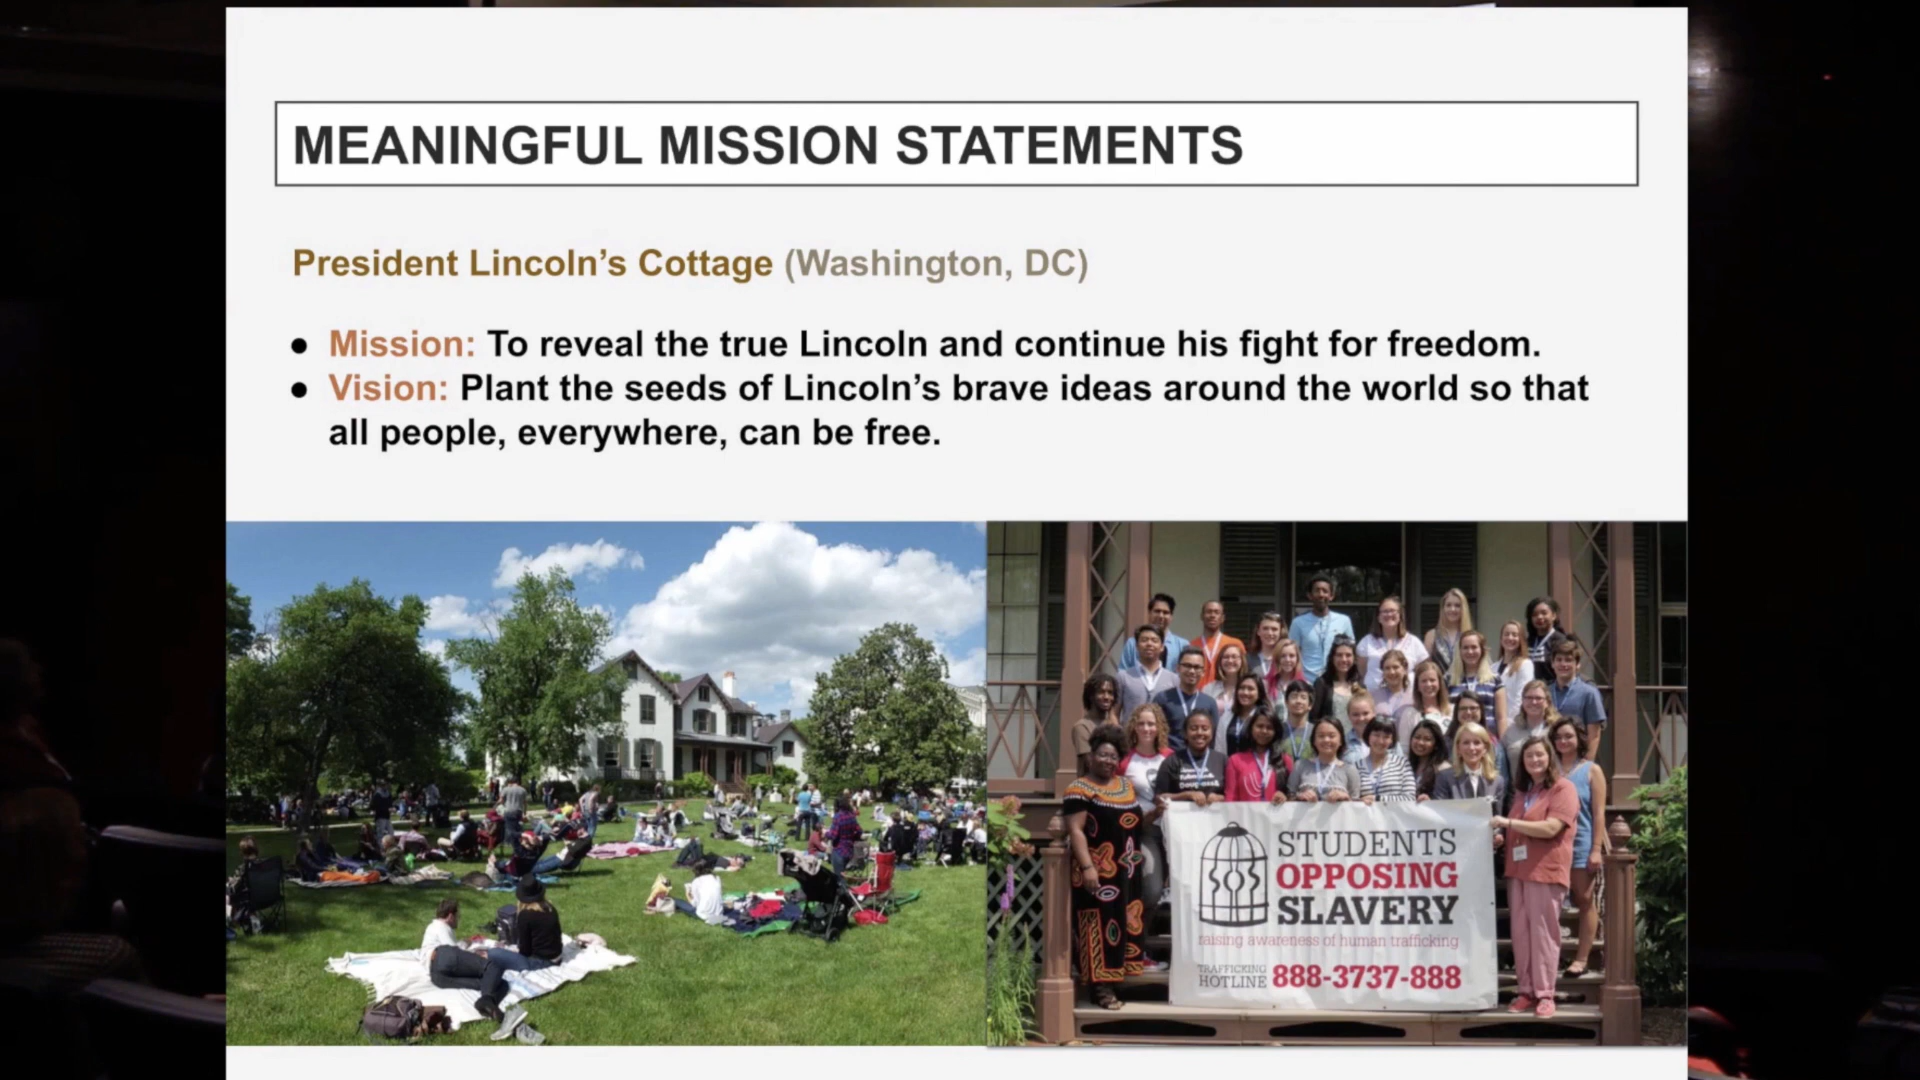 MEANINGFUL MISSION STATEMENTS
President Lincoln’s Cottage (Washington, DC)
● Mission: To reveal the true Lincoln and continue his fight for freedom.
● Vision: Plant the seeds of Lincoln’s brave ideas around the world so that
all people, everywhere, can be free.
STUDENTS
OPPOSING
SLAVERY
SOS
raising awareness of human trafficking
TRAFFICKING
HOTLINE 888-3737-888